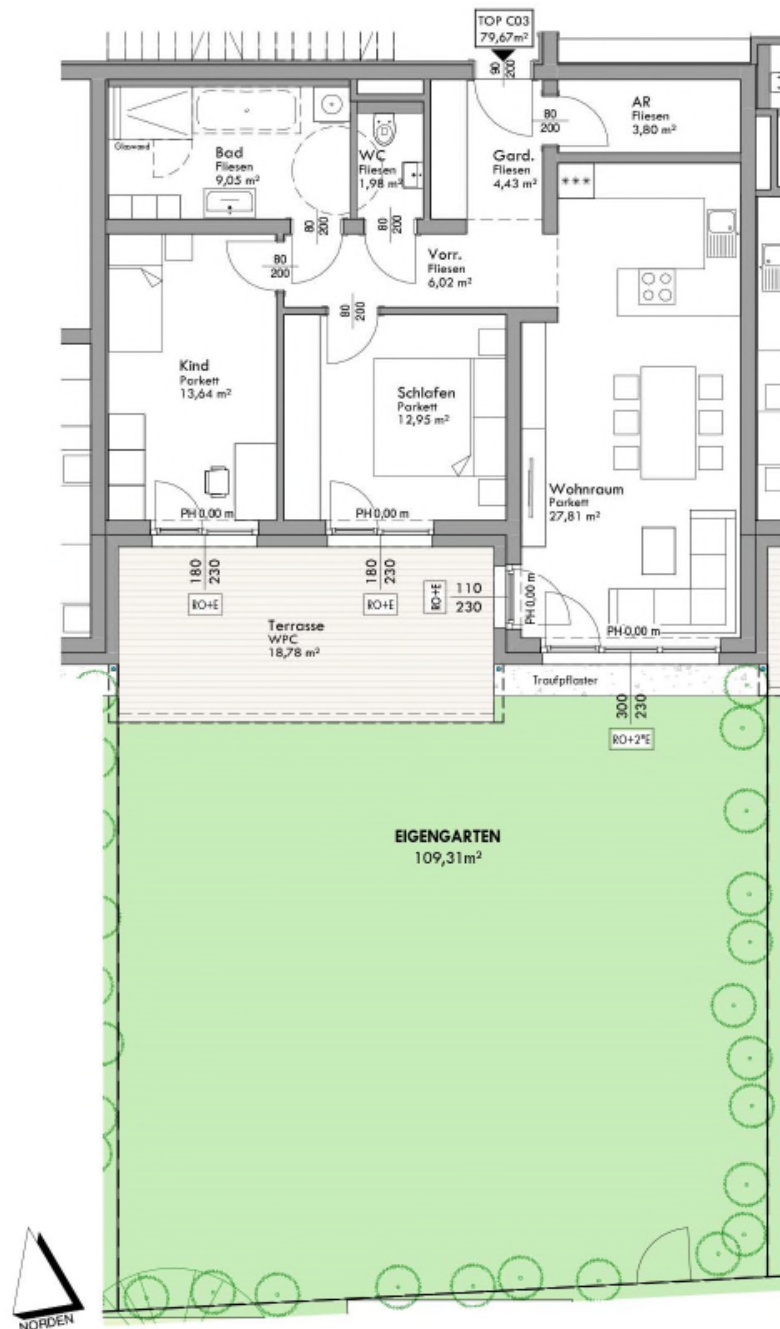 TOP C03
79,67m²
90
200
80
200
AR
Fliesen
3,80 m²
Glaswand
Bad
Fliesen
9,05 m²
WC
Fliesen
1,98 m²
Gard.
Fliesen
4,43 m²
***
80
200
80
200
80
200
Vorr.
Fliesen
6,02 m²
80
200
Kind
Parkett
13,64 m²
Schlafen
Parkett
12,95 m²
Wohnraum
Parkett
27,81 m²
PH 0,00 m
PH 0,00 m
PH 0,00 m
PH 0,00 m
180
230
RO+E
180
230
RO+E
RO+E
110
230
Terrasse
WPC
18,78 m²
Traufpflaster
300
230
RO+2*E
EIGENGARTEN
109,31m²
NORDEN